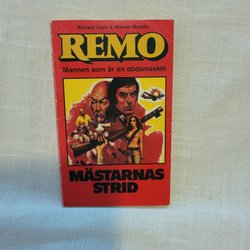 Richard Sapir & Warren Murphy
REMO
Mannen som är en dödsmaskin
MÄSTARNAS
STRID